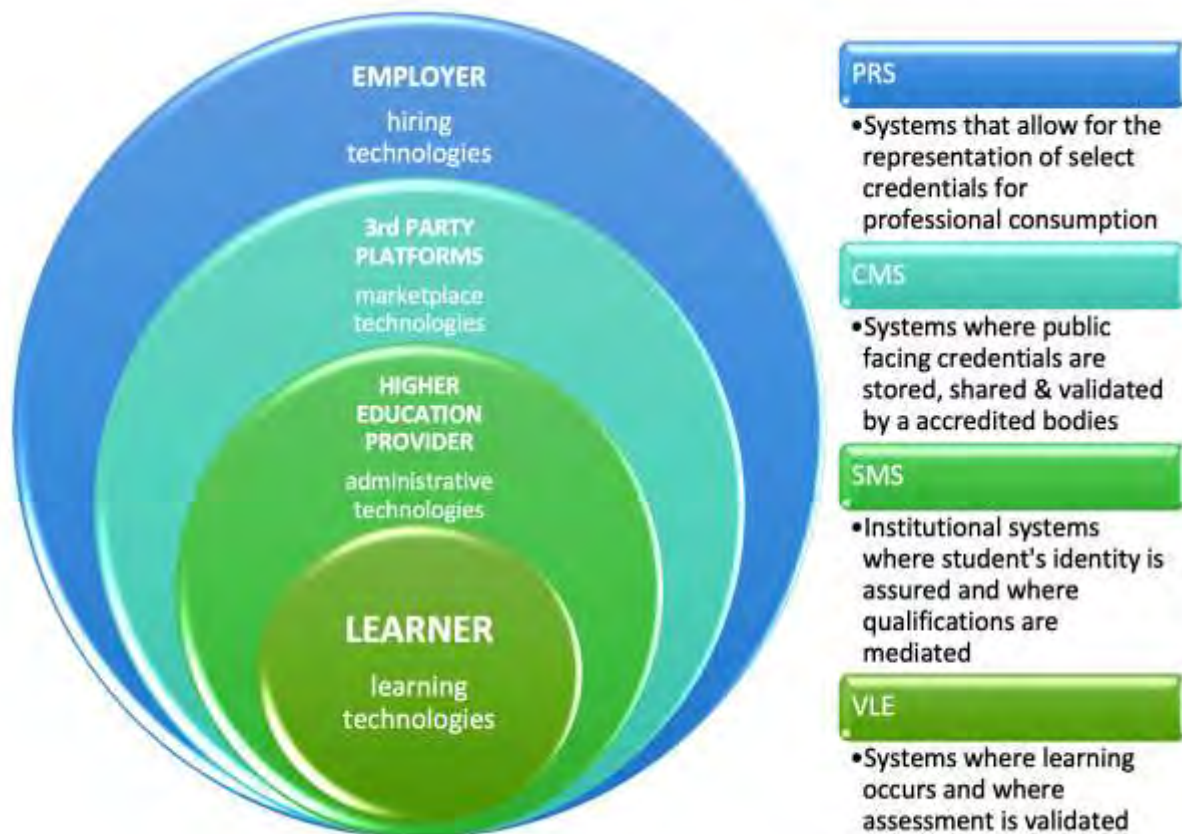 EMPLOYER
hiring
technologies
3rd PARTY
PLATFORMS
marketplace
technologies
HIGHER
EDUCATION
PROVIDER
administrative
technologies
LEARNER
learning
technologies
PRS
•Systems that allow for the
representation of select
credentials for
professional consumption
CMS
•Systems where public
facing credentials are
stored, shared & validated
by a accredited bodies
SMS
•Institutional systems
where student's identity is
assured and where
qualifications are
mediated
VLE
•Systems where learning
occurs and where
assessment is validated